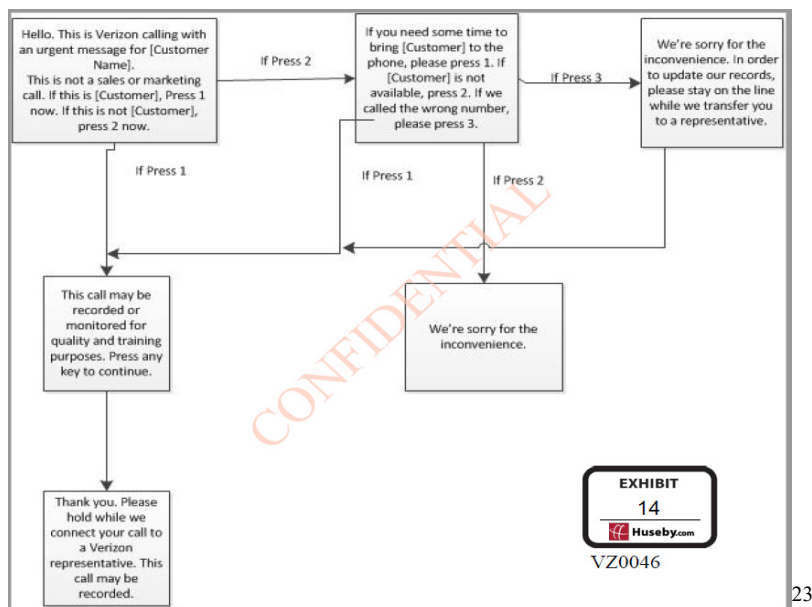 Hello. This is Verizon calling with
an urgent message for [Customer
Name].
This is not a sales or marketing
call. If this is [Customer], Press 1
now. If this is not [Customer],
press 2 now.
If Press 2
If you need some time to
bring [Customer] to the
phone, please press 1. If
[Customer] is not
available, press 2. If we
called the wrong number,
please press 3.
If Press 3
We're sorry for the
inconvenience. In order
to update our records,
please stay on the line
while we transfer you
to a representative.
If Press 1
If Press 1
If Press 2
This call may be
recorded or
monitored for
quality and training
purposes. Press any
key to continue.
We're sorry for the
inconvenience.
CONFIDENTIAL
Thank you. Please
hold while we
connect your call to
a Verizon
representative. This
call may be
recorded.
EXHIBIT
14
Huseby.com
VZ0046
23